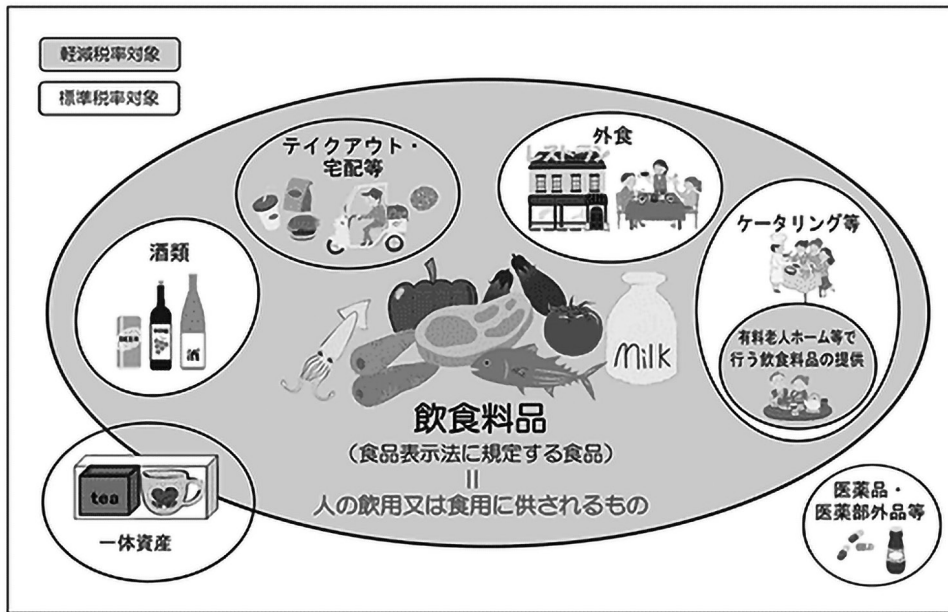 軽減税率対象
標準税率対象
テイクアウト・
宅配等
外食
レストラン
ケータリング等
酒類
BEER
酒
Milk
有料老人ホーム等で
行う飲食料品の提供
飲食料品
(食品表示法に規定する食品)
=
人の飲用又は食用に供されるもの
tea
一体資産
医薬品・
医薬部外品等